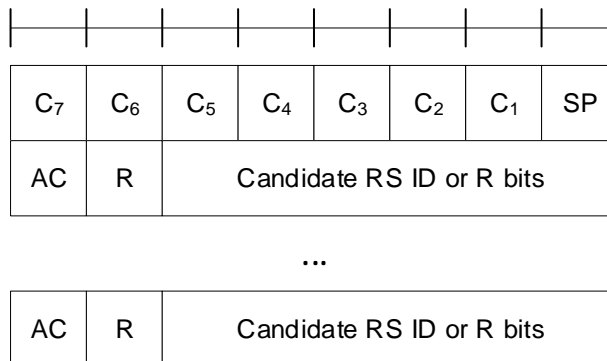 C₇ C₆ C₅ C₄ C₃ C₂ C₁ SP
AC R Candidate RS ID or R bits
...
AC R Candidate RS ID or R bits